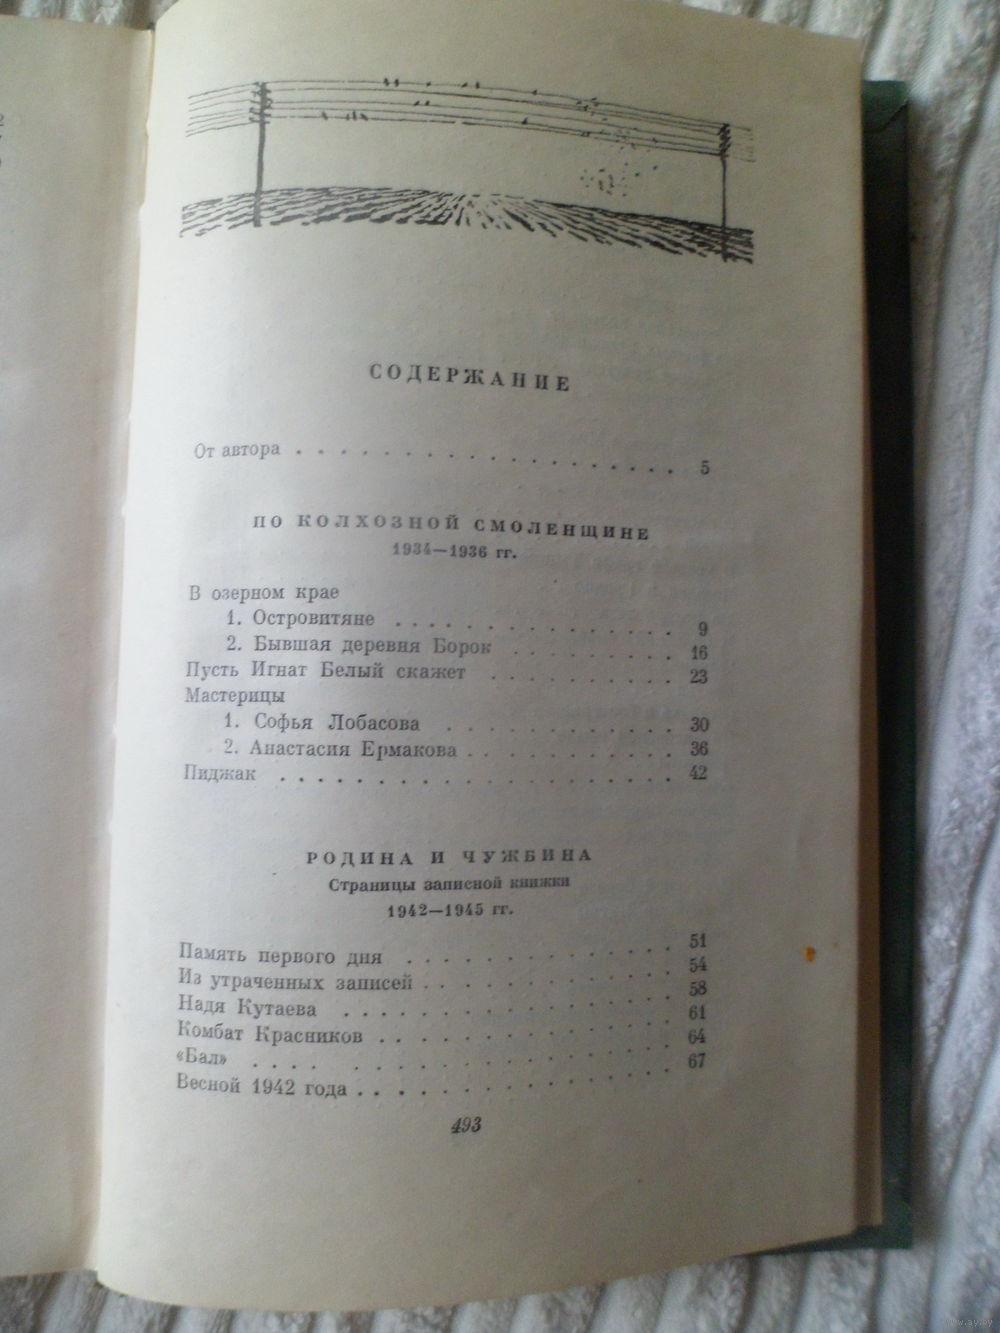 СОДЕРЖАНИЕ
От автора . . . . . . . . . . . . . . . . . . . 5
ПО КОЛХОЗНОЙ СМОЛЕНЩИНЕ
1934—1936 гг.
В озерном крае
1. Островитяне . . . . . . . . . . . . . . 9
2. Бывшая деревня Борок . . . . . . . . 16
Пусть Игнат Белый скажет . . . . . . . . . 23
Мастерицы
1. Софья Лобасова . . . . . . . . . . . 30
2. Анастасия Ермакова . . . . . . . . . . 36
Пиджак . . . . . . . . . . . . . . . . . . . . 42
РОДИНА И ЧУЖБИНА
Страницы записной книжки
1942—1945 гг.
Память первого дня . . . . . . . . . . . . . 51
Из утраченных записей . . . . . . . . . . . . 54
Надя Кутаева . . . . . . . . . . . . . . . . 58
Комбат Красников . . . . . . . . . . . . . . 61
«Бал» . . . . . . . . . . . . . . . . . . . 64
Весной 1942 года . . . . . . . . . . . . . . . 67
493
www.ay.by